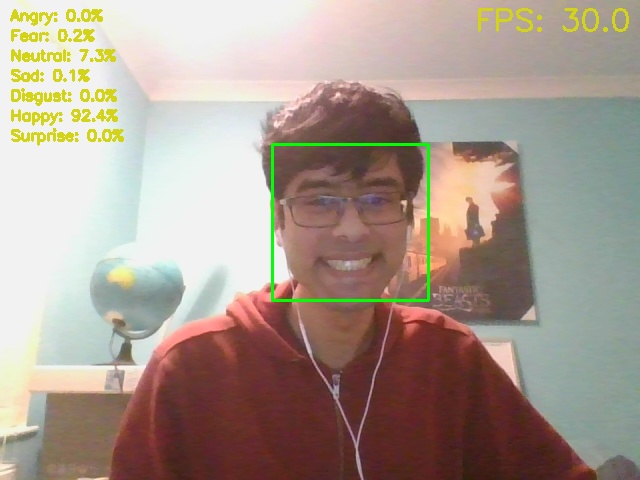 Angry: 0.0%
Fear: 0.2%
Neutral: 7.3%
Sad: 0.1%
Disgust: 0.0%
Happy: 92.4%
Surprise: 0.0%
FPS: 30.0
FANTASTIC
BEASTS